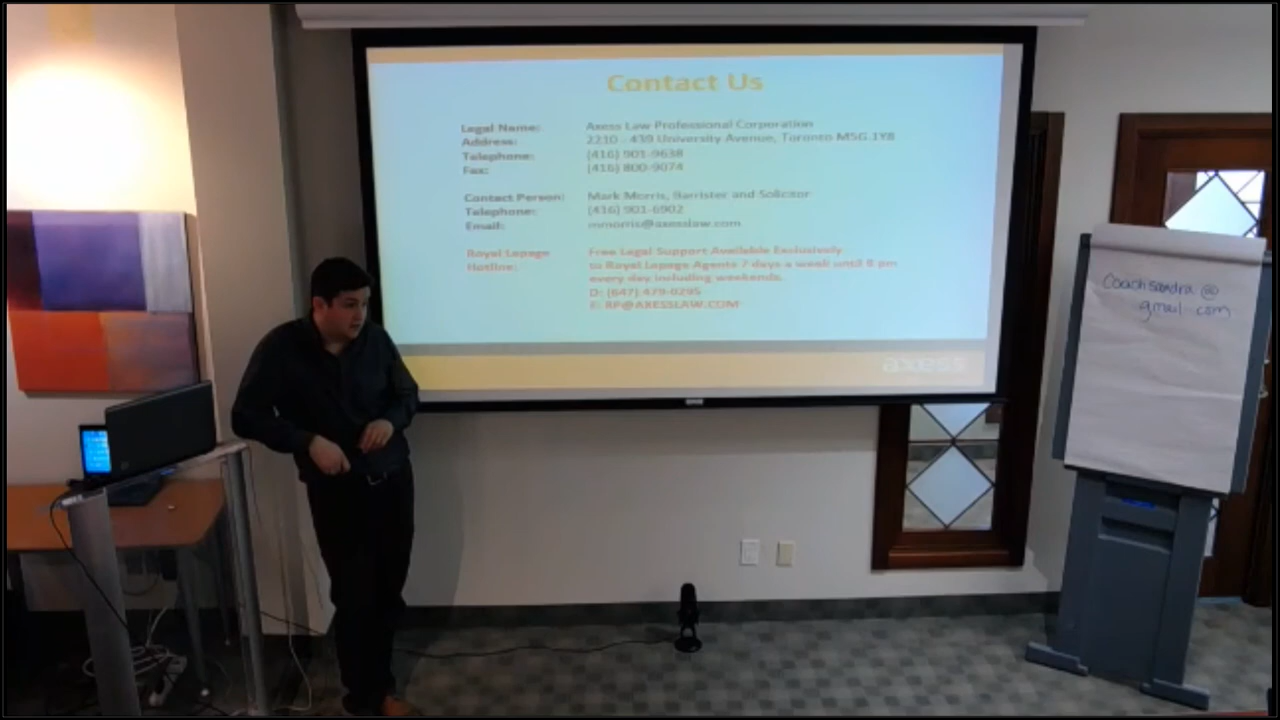 Contact Us
Legal Name: Axess Law Professional Corporation
Address: 2210 - 439 University Avenue, Toronto M5G 1Y8
Telephone: (416) 901-9638
Fax: (416) 800-9074
Contact Person: Mark Morris, Barrister and Solicitor
Telephone: (416) 901-6902
Email: mmorris@axesslaw.com
Royal Lepage Free Legal Support Available Exclusively
Hotline: to Royal Lepage Agents 7 days a week until 8 pm
every day including weekends.
D: (647) 479-0295
E: RP@AXESSLAW.COM
axess
Coachsandra @
gmail com